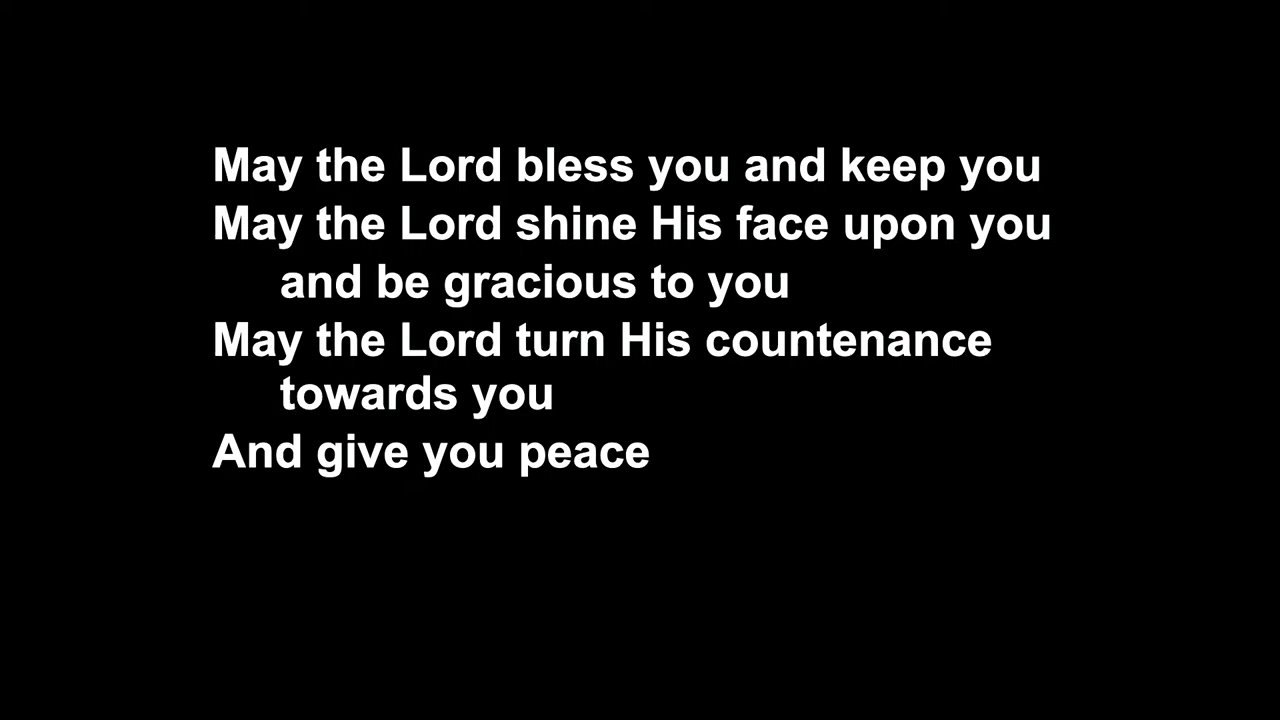 May the Lord bless you and keep you
May the Lord shine His face upon you
and be gracious to you
May the Lord turn His countenance
towards you
And give you peace